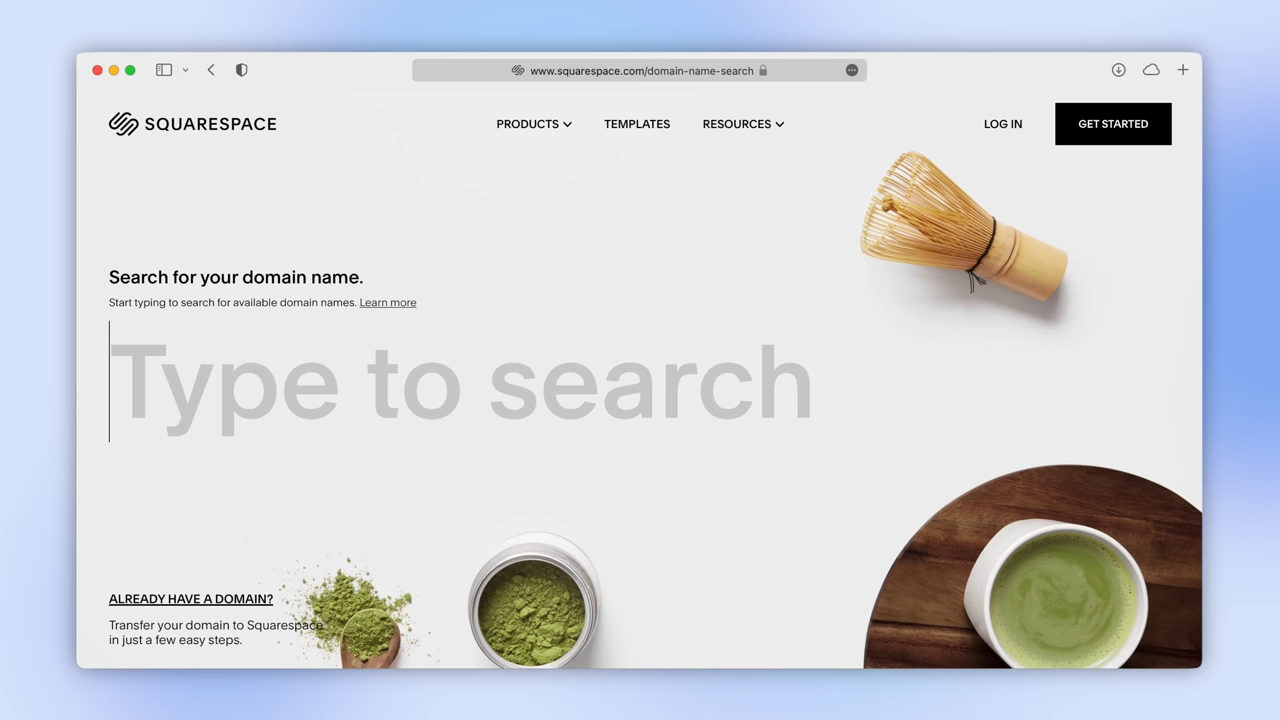 www.squarespace.com/domain-name-search
SQUARESPACE
PRODUCTS
TEMPLATES
RESOURCES
LOG IN
GET STARTED
Search for your domain name.
Start typing to search for available domain names. Learn more
Type to search
ALREADY HAVE A DOMAIN?
Transfer your domain to Squarespace
in just a few easy steps.